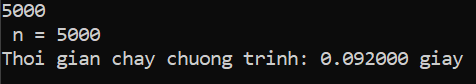 5000
n = 5000
Thoi gian chay chuong trinh: 0.092000 giay